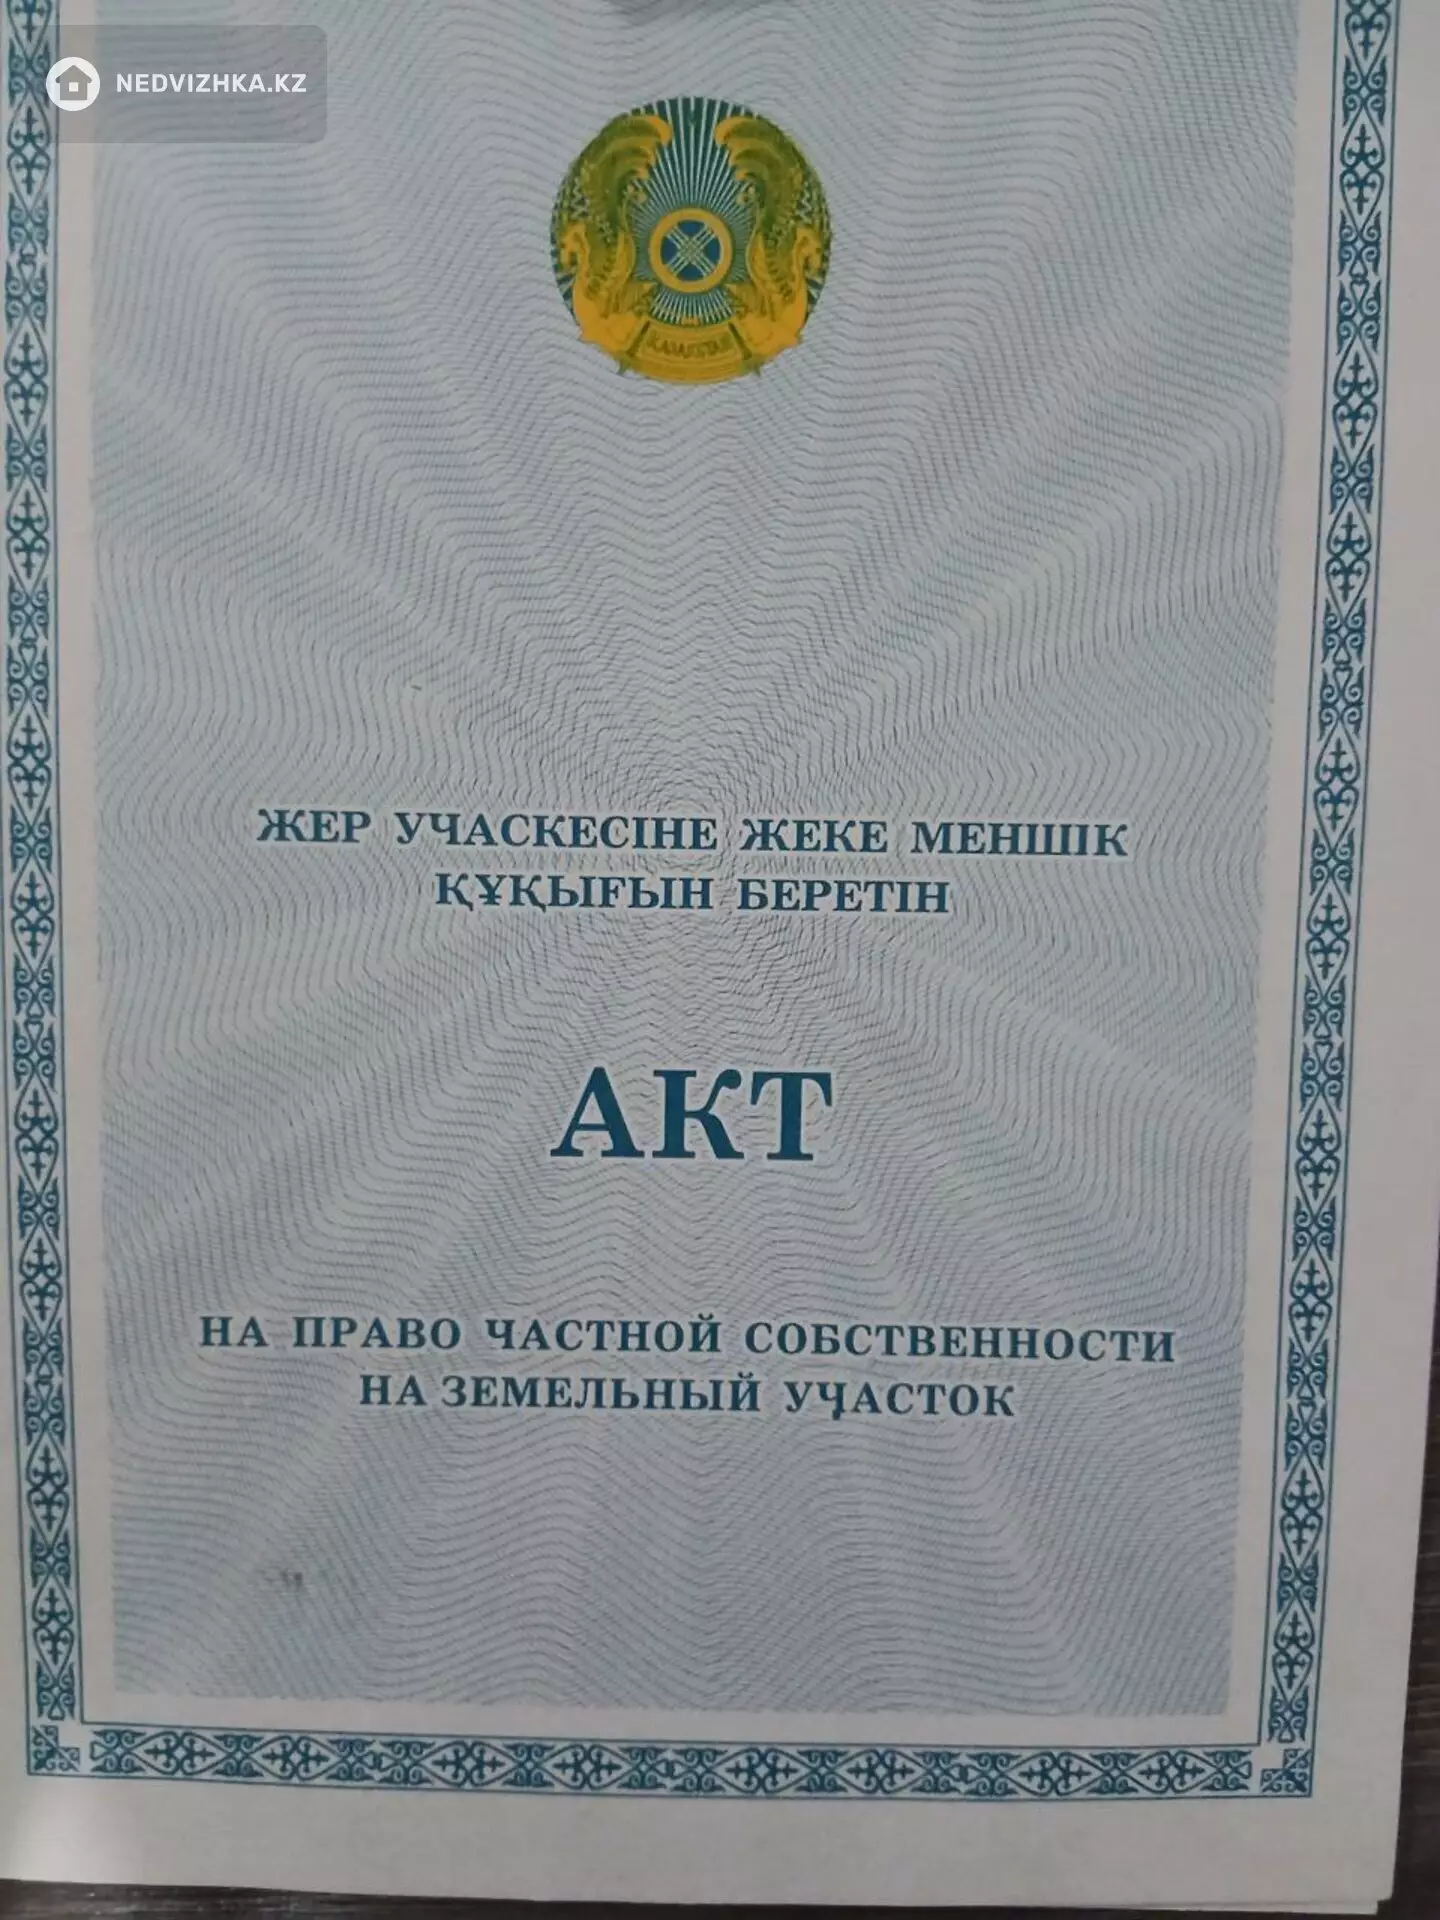 NEDVIZHKA.KZ
ЖЕР УЧАСКЕСІНЕ ЖЕКЕ МЕНШІК
ҚҰҚЫҒЫН БЕРЕТІН
АКТ
НА ПРАВО ЧАСТНОЙ СОБСТВЕННОСТИ
НА ЗЕМЕЛЬНЫЙ УЧАСТОК